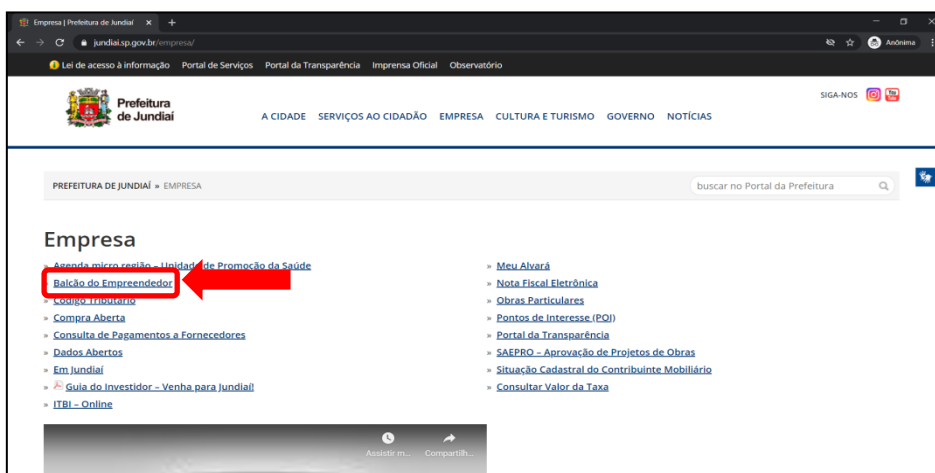 Empresa | Prefeitura de Jundiaí
jundiai.sp.gov.br/empresa/
Anônima
Lei de acesso à informação Portal de Serviços Portal da Transparência Imprensa Oficial Observatório
Prefeitura
de Jundiaí
A CIDADE SERVIÇOS AO CIDADÃO EMPRESA CULTURA E TURISMO GOVERNO NOTÍCIAS
SIGA-NOS
You
Tube
PREFEITURA DE JUNDIAÍ » EMPRESA
buscar no Portal da Prefeitura
Empresa
» Agenda micro região – Unidade de Promoção da Saúde
» Balcão do Empreendedor
» Código Tributário
» Compra Aberta
» Consulta de Pagamentos a Fornecedores
» Dados Abertos
» Em Jundiaí
» Guia do Investidor – Venha para Jundiaí!
» ITBI – Online
» Meu Alvará
» Nota Fiscal Eletrônica
» Obras Particulares
» Pontos de Interesse (POI)
» Portal da Transparência
» SAEPRO – Aprovação de Projetos de Obras
» Situação Cadastral do Contribuinte Mobiliário
» Consultar Valor da Taxa
Assistir m... Compartilh...